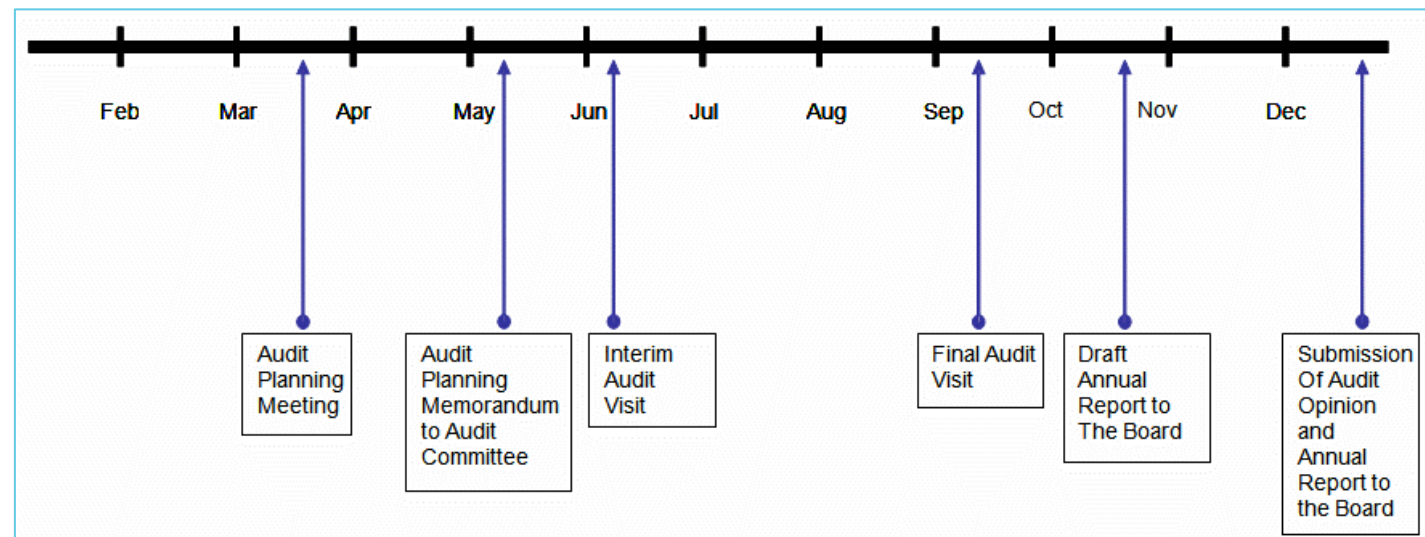 Feb Mar Apr May Jun Jul Aug Sep Oct Nov Dec
Audit
Planning
Meeting
Audit
Planning
Memorandum
to Audit
Committee
Interim
Audit
Visit
Final Audit
Visit
Draft
Annual
Report to
The Board
Submission
Of Audit
Opinion
and
Annual
Report to
the Board